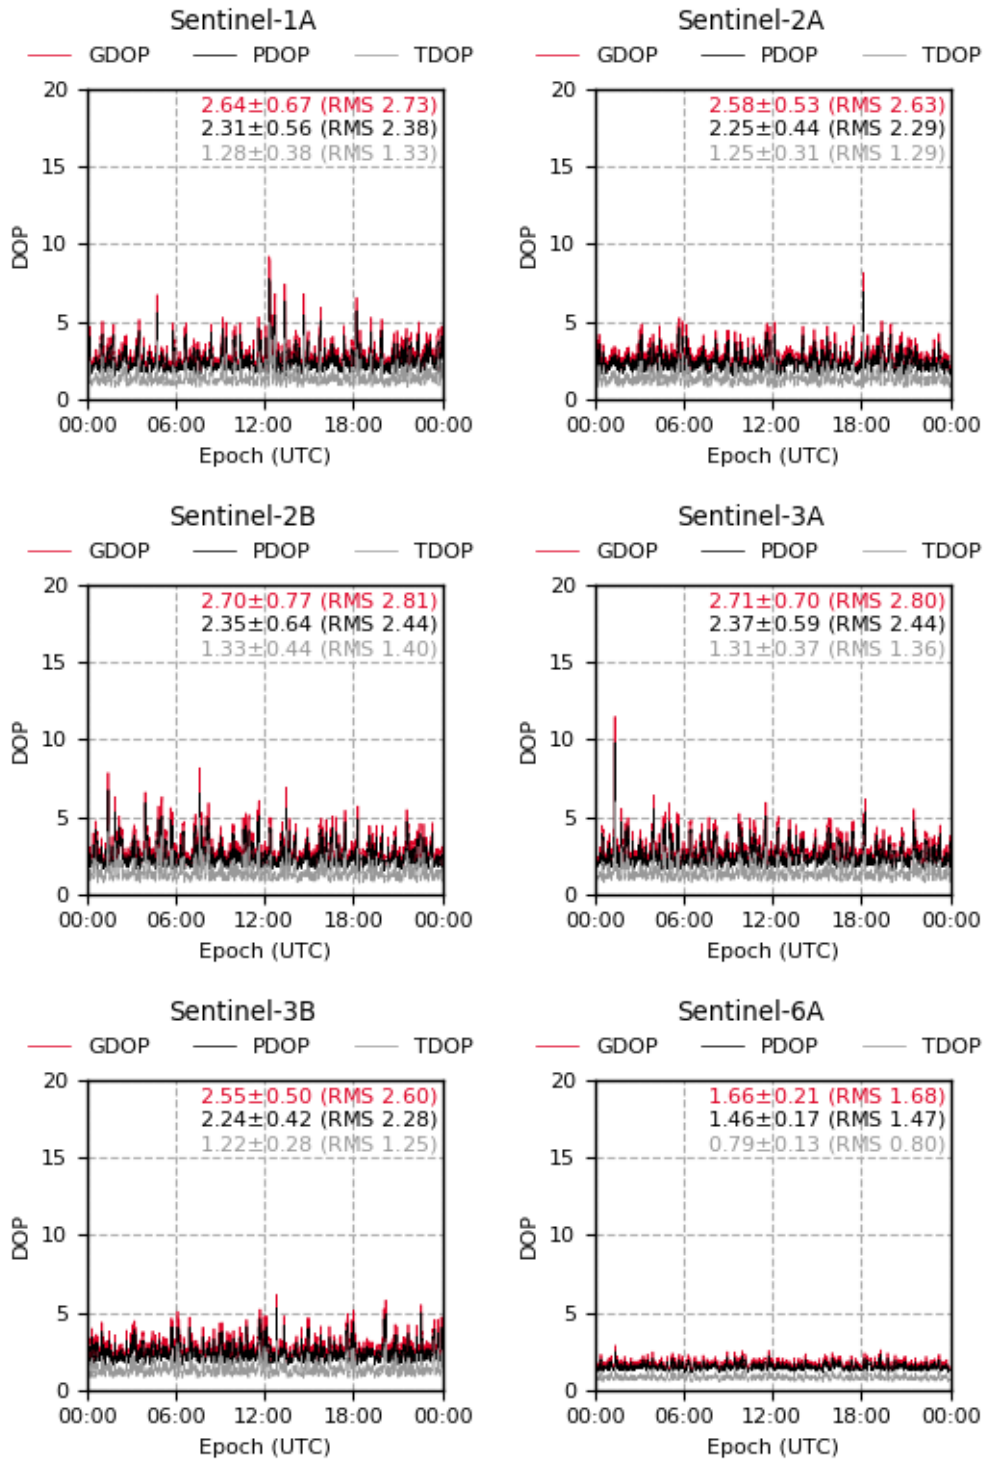 Sentinel-1A
GDOP PDOP TDOP
20
15
10
5
0
DOP
2.64±0.67 (RMS 2.73)
2.31±0.56 (RMS 2.38)
1.28±0.38 (RMS 1.33)
00:00 06:00 12:00 18:00 00:00
Epoch (UTC)
Sentinel-2A
GDOP PDOP TDOP
20
15
10
5
0
DOP
2.58±0.53 (RMS 2.63)
2.25±0.44 (RMS 2.29)
1.25±0.31 (RMS 1.29)
00:00 06:00 12:00 18:00 00:00
Epoch (UTC)
Sentinel-2B
GDOP PDOP TDOP
20
15
10
5
0
DOP
2.70±0.77 (RMS 2.81)
2.35±0.64 (RMS 2.44)
1.33±0.44 (RMS 1.40)
00:00 06:00 12:00 18:00 00:00
Epoch (UTC)
Sentinel-3A
GDOP PDOP TDOP
20
15
10
5
0
DOP
2.71±0.70 (RMS 2.80)
2.37±0.59 (RMS 2.44)
1.31±0.37 (RMS 1.36)
00:00 06:00 12:00 18:00 00:00
Epoch (UTC)
Sentinel-3B
GDOP PDOP TDOP
20
15
10
5
0
DOP
2.55±0.50 (RMS 2.60)
2.24±0.42 (RMS 2.28)
1.22±0.28 (RMS 1.25)
00:00 06:00 12:00 18:00 00:00
Epoch (UTC)
Sentinel-6A
GDOP PDOP TDOP
20
15
10
5
0
DOP
1.66±0.21 (RMS 1.68)
1.46±0.17 (RMS 1.47)
0.79±0.13 (RMS 0.80)
00:00 06:00 12:00 18:00 00:00
Epoch (UTC)